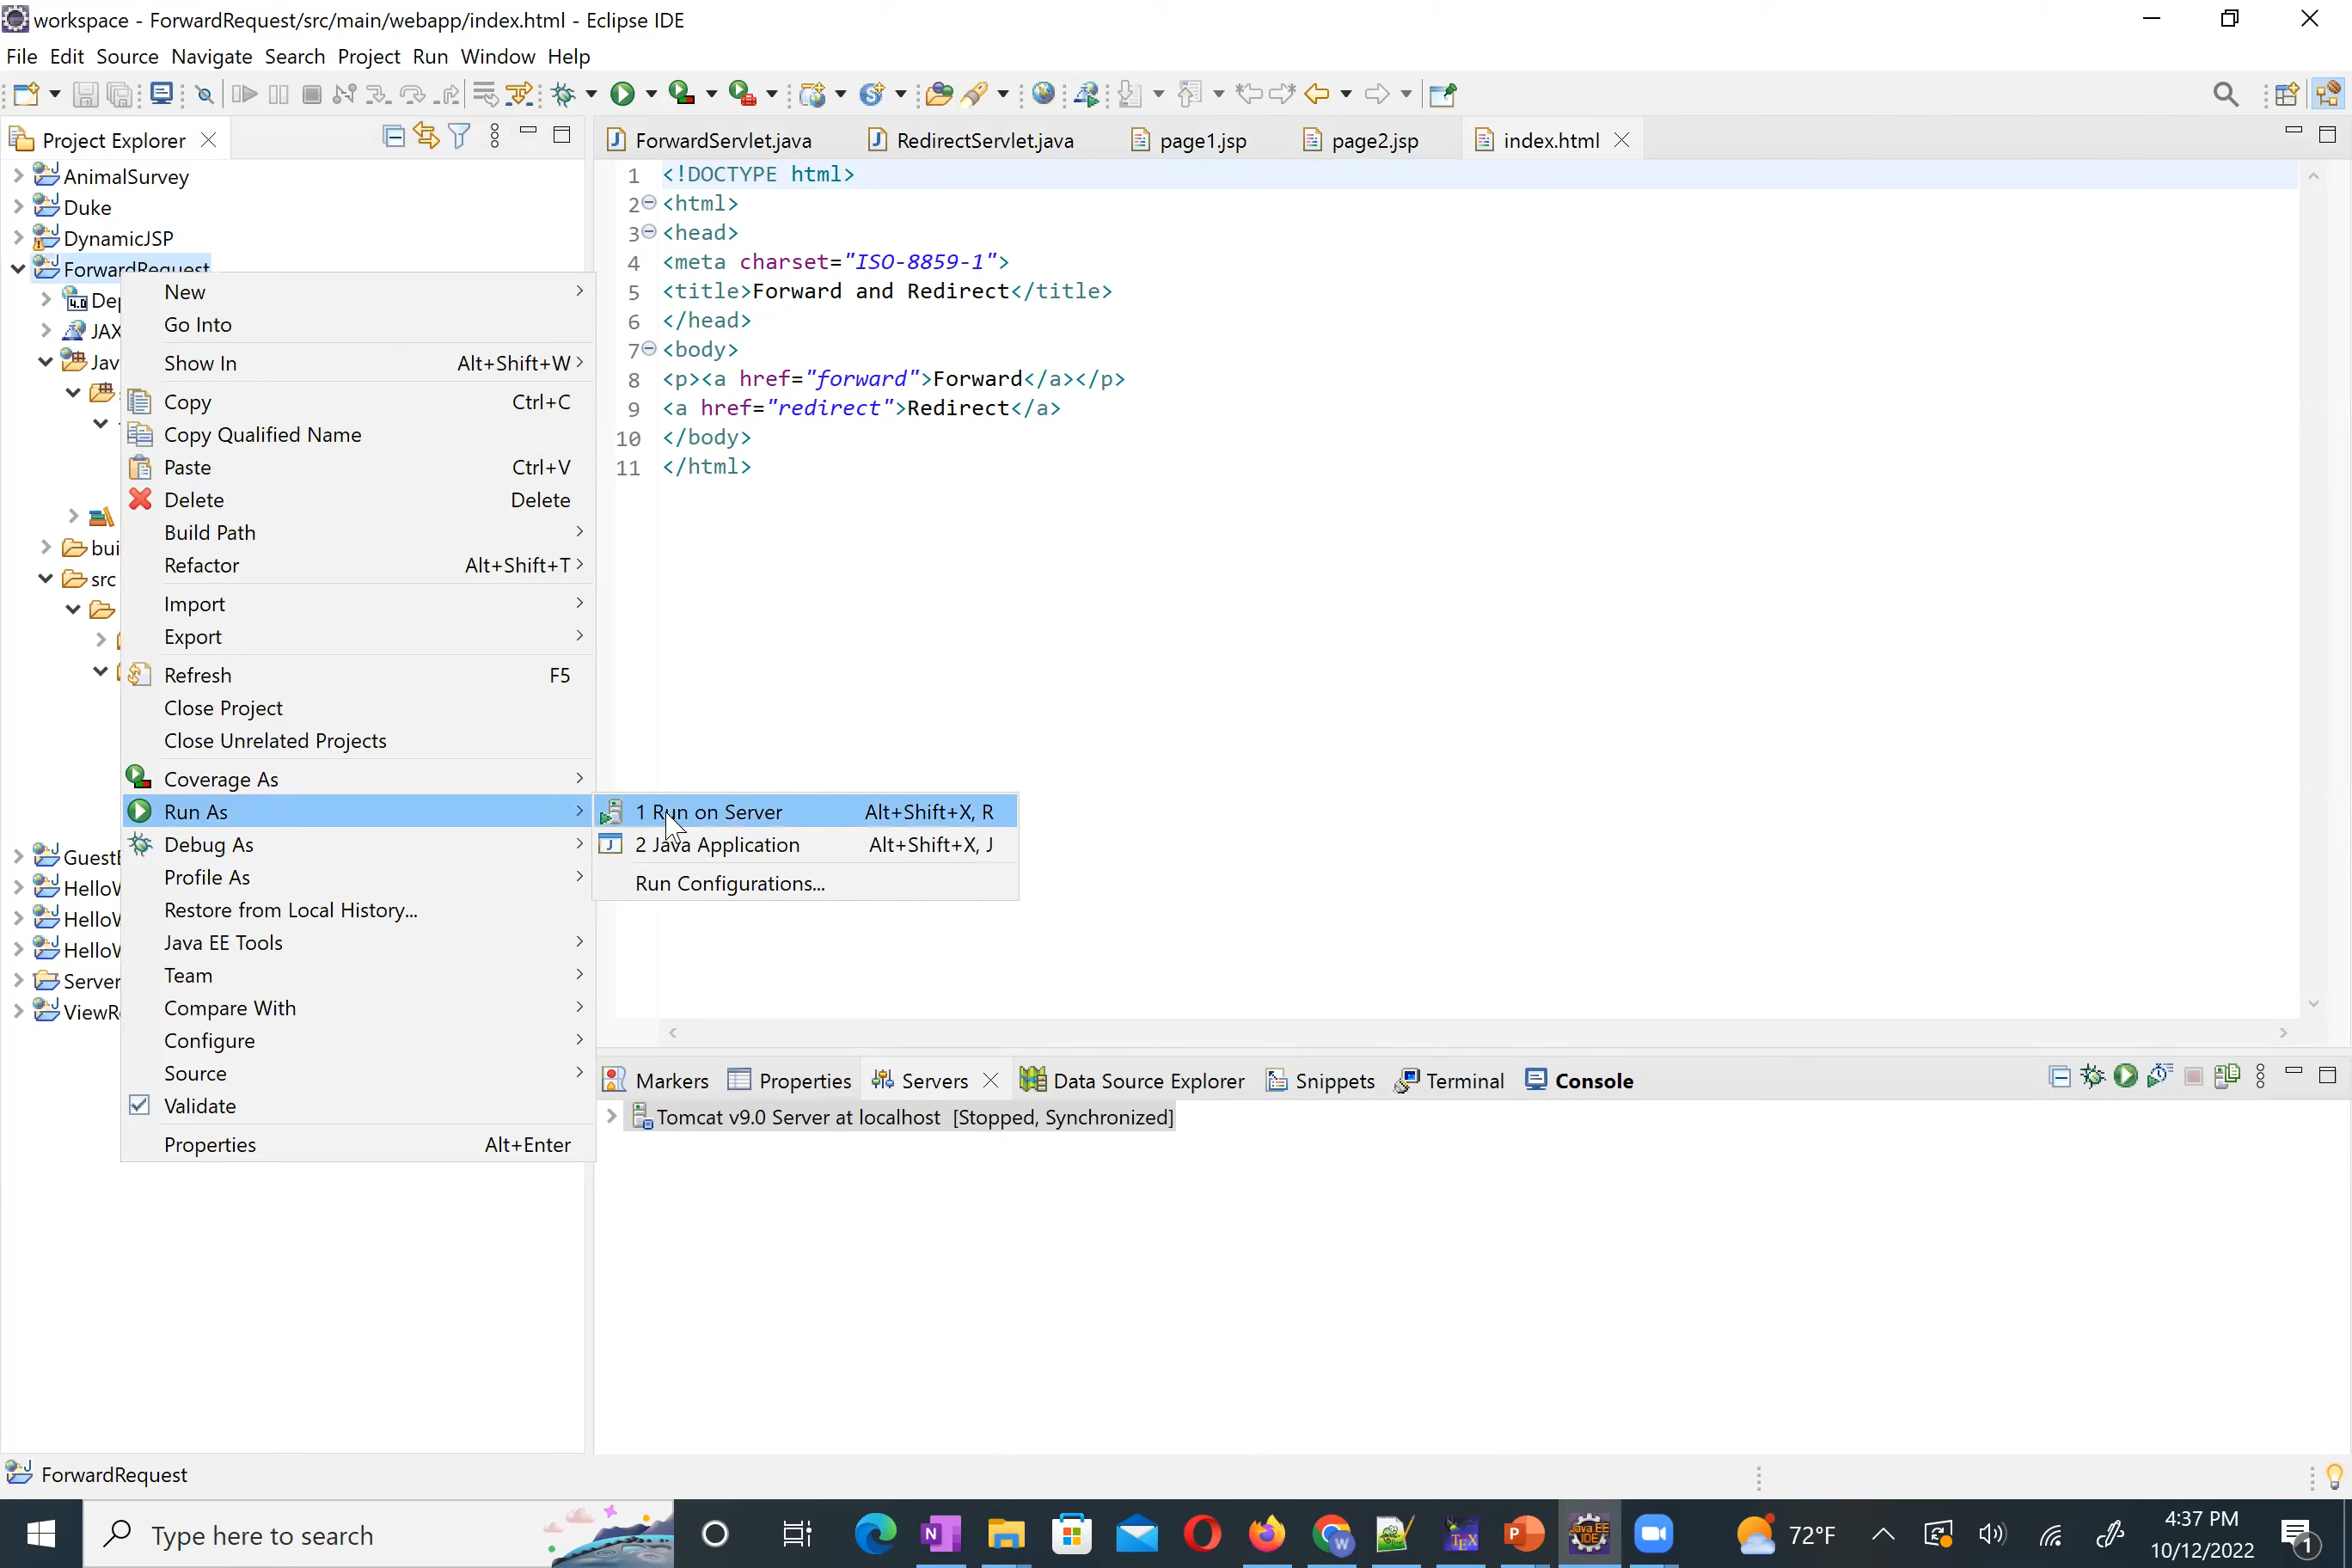 workspace - ForwardRequest/src/main/webapp/index.html - Eclipse IDE
File Edit Source Navigate Search Project Run Window Help
Project Explorer
ForwardServlet.java RedirectServlet.java page1.jsp page2.jsp index.html
AnimalSurvey
Duke
DynamicJSP
ForwardRequest
JAX
src
New
Go Into
Show In Alt+Shift+W
Copy Ctrl+C
Copy Qualified Name
Paste Ctrl+V
Delete Delete
Build Path
Refactor Alt+Shift+T
Import
Export
Refresh F5
Close Project
Close Unrelated Projects
Coverage As
Run As
Debug As
Profile As
Restore from Local History...
Java EE Tools
Team
Compare With
Configure
Source
Validate
Properties Alt+Enter
1 Run on Server Alt+Shift+X, R
2 Java Application Alt+Shift+X, J
Run Configurations...
1 <!DOCTYPE html>
2 <html>
3 <head>
4 <meta charset="ISO-8859-1">
5 <title>Forward and Redirect</title>
6 </head>
7 <body>
8 <p><a href="forward">Forward</a></p>
9 <a href="redirect">Redirect</a>
10 </body>
11 </html>
Markers Properties Servers Data Source Explorer Snippets Terminal Console
Tomcat v9.0 Server at localhost [Stopped, Synchronized]
ForwardRequest
Type here to search
72°F
4:37 PM
10/12/2022
1